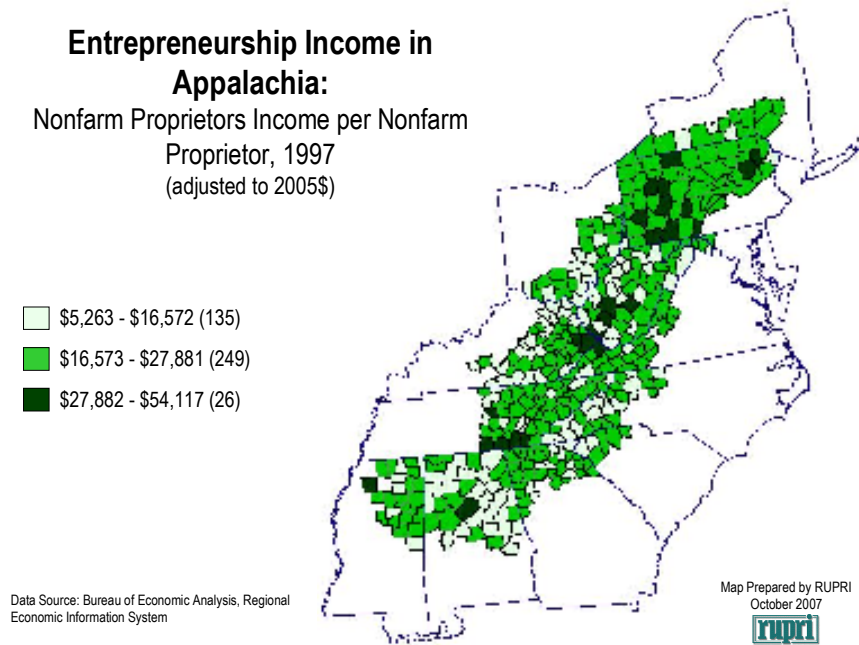 Entrepreneurship Income in
Appalachia:
Nonfarm Proprietors Income per Nonfarm
Proprietor, 1997
(adjusted to 2005$)
$5,263 - $16,572 (135)
$16,573 - $27,881 (249)
$27,882 - $54,117 (26)
Data Source: Bureau of Economic Analysis, Regional
Economic Information System
Map Prepared by RUPRI
October 2007
rupri